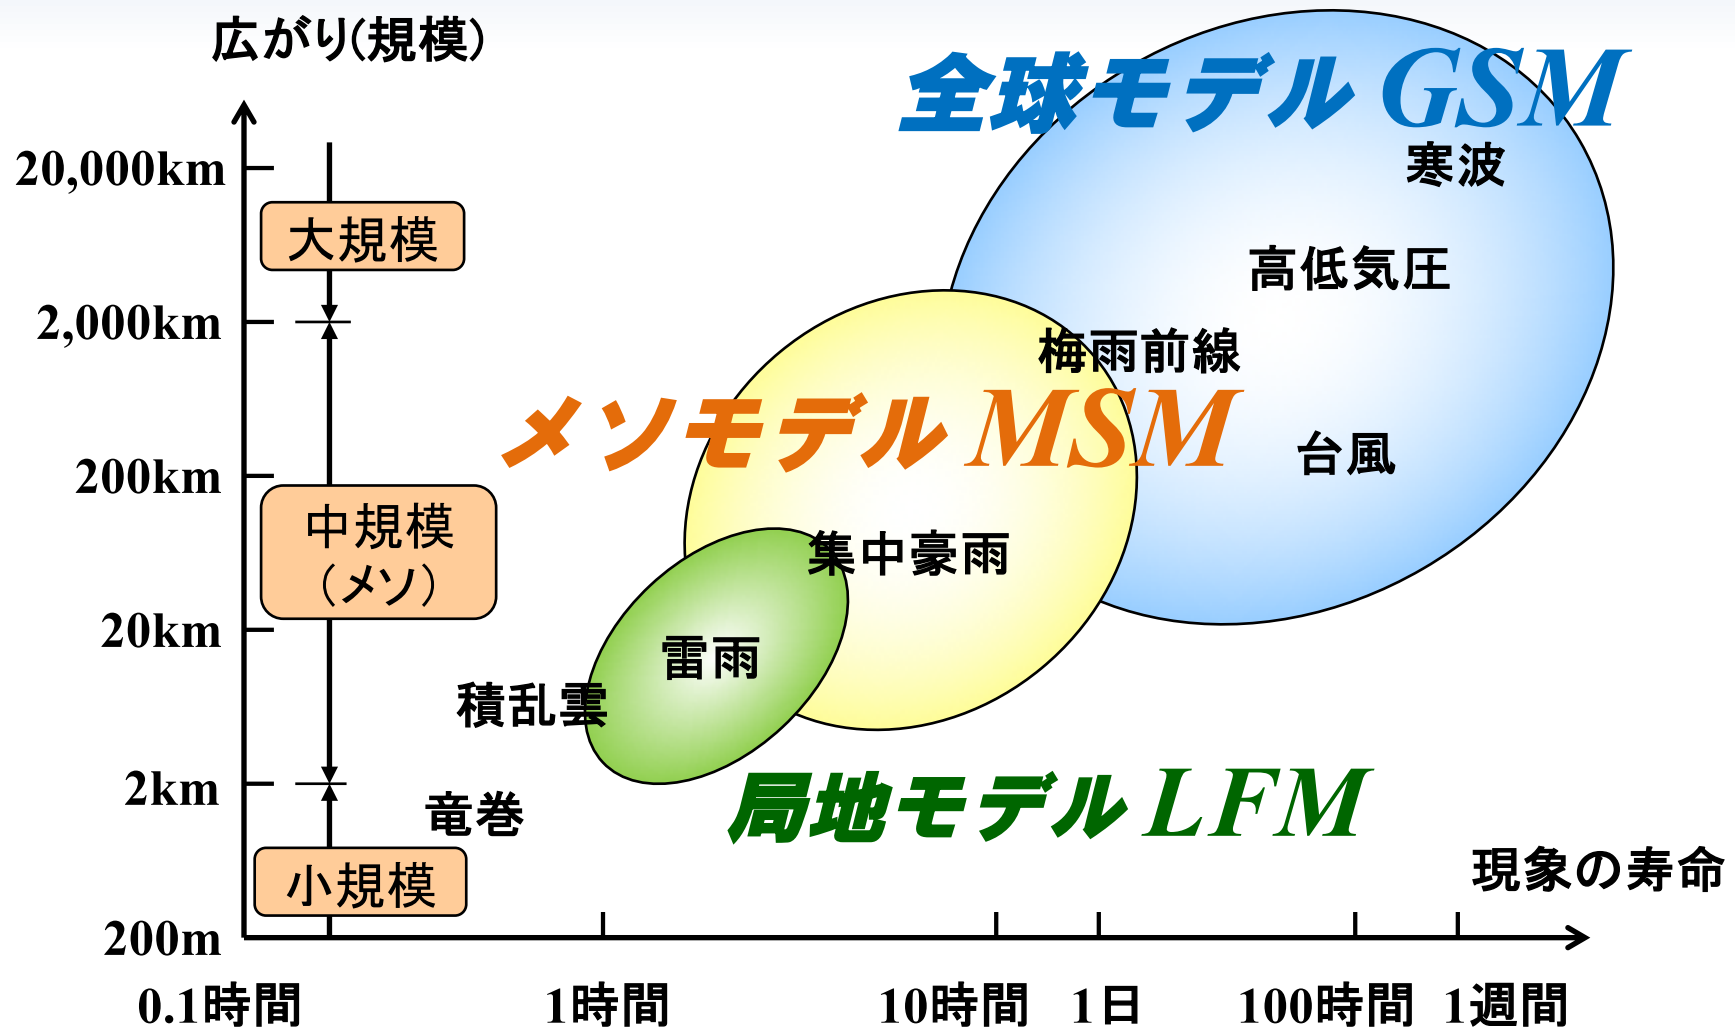 広がり(規模)
全球モデル GSM
寒波
20,000km
大規模
高低気圧
2,000km
梅雨前線
メソモデル MSM
台風
200km
中規模
(メソ)
集中豪雨
20km
雷雨
積乱雲
2km
竜巻
局地モデル LFM
小規模
現象の寿命
200m
0.1時間
1時間
10時間
1日
100時間
1週間